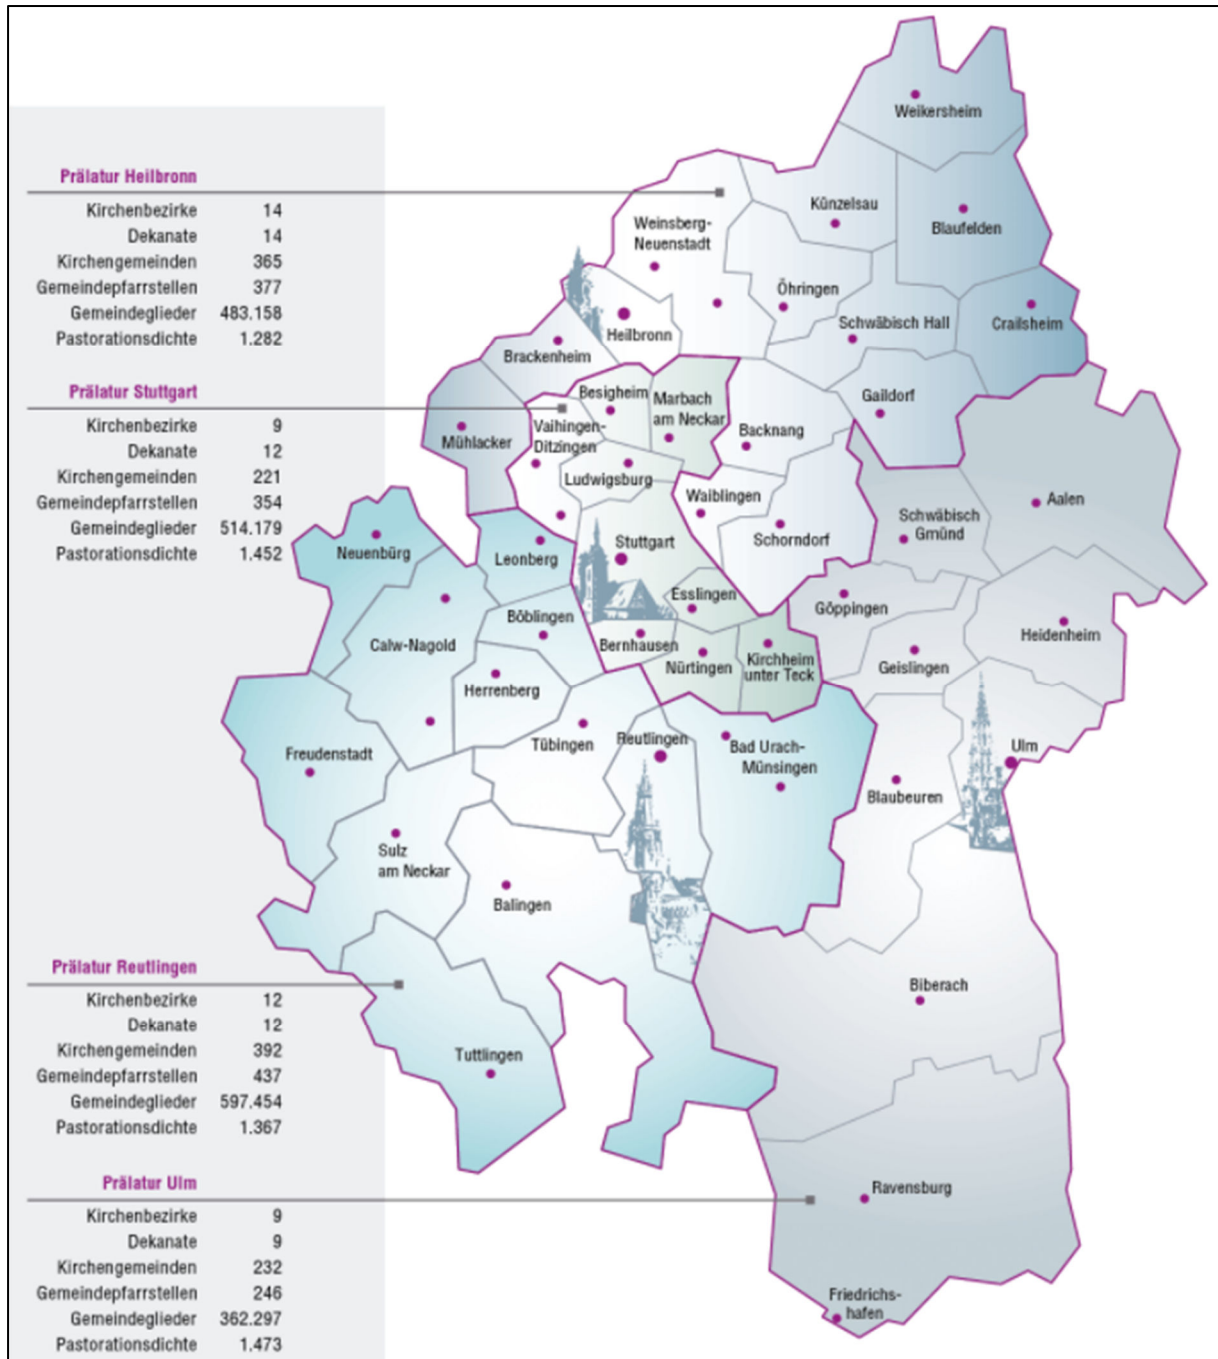 Prälatur Heilbronn
Kirchenbezirke 14
Dekanate 14
Kirchengemeinden 365
Gemeindepfarrstellen 377
Gemeindeglieder 483.158
Pastorationsdichte 1.282
Prälatur Stuttgart
Kirchenbezirke 9
Dekanate 12
Kirchengemeinden 221
Gemeindepfarrstellen 354
Gemeindeglieder 514.179
Pastorationsdichte 1.452
Prälatur Reutlingen
Kirchenbezirke 12
Dekanate 12
Kirchengemeinden 392
Gemeindepfarrstellen 437
Gemeindeglieder 597.454
Pastorationsdichte 1.367
Prälatur Ulm
Kirchenbezirke 9
Dekanate 9
Kirchengemeinden 232
Gemeindepfarrstellen 246
Gemeindeglieder 362.297
Pastorationsdichte 1.473
Weikersheim
Künzelsau
Blaufelden
Weinsberg-
Neuenstadt
Öhringen
Schwäbisch Hall
Crailsheim
Heilbronn
Brackenheim
Besigheim
Marbach
am Neckar
Gaildorf
Vaihingen-
Ditzingen
Backnang
Mühlacker
Ludwigsburg
Waiblingen
Aalen
Schwäbisch
Gmünd
Schorndorf
Stuttgart
Neuenbürg
Leonberg
Esslingen
Göppingen
Böblingen
Heidenheim
Calw-Nagold
Bernhausen
Nürtingen
Kirchheim
unter Teck
Geislingen
Herrenberg
Tübingen
Reutlingen
Bad Urach-
Münsingen
Ulm
Freudenstadt
Blaubeuren
Sulz
am Neckar
Balingen
Biberach
Tuttlingen
Ravensburg
Friedrichs-
hafen